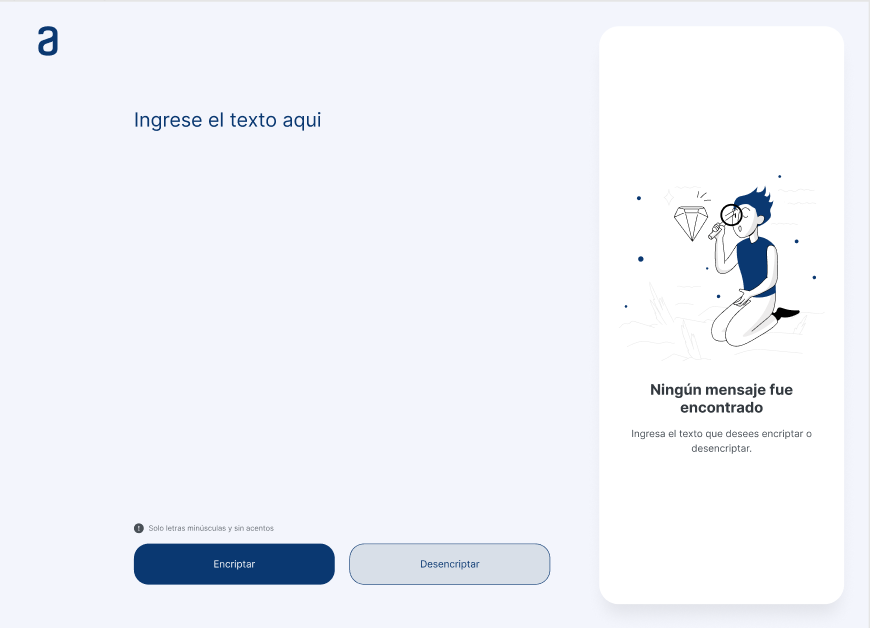 a
Ingrese el texto aqui
Ningún mensaje fue
encontrado
Ingresa el texto que desees encriptar o
desencriptar.
! Solo letras minúsculas y sin acentos
Encriptar
Desencriptar